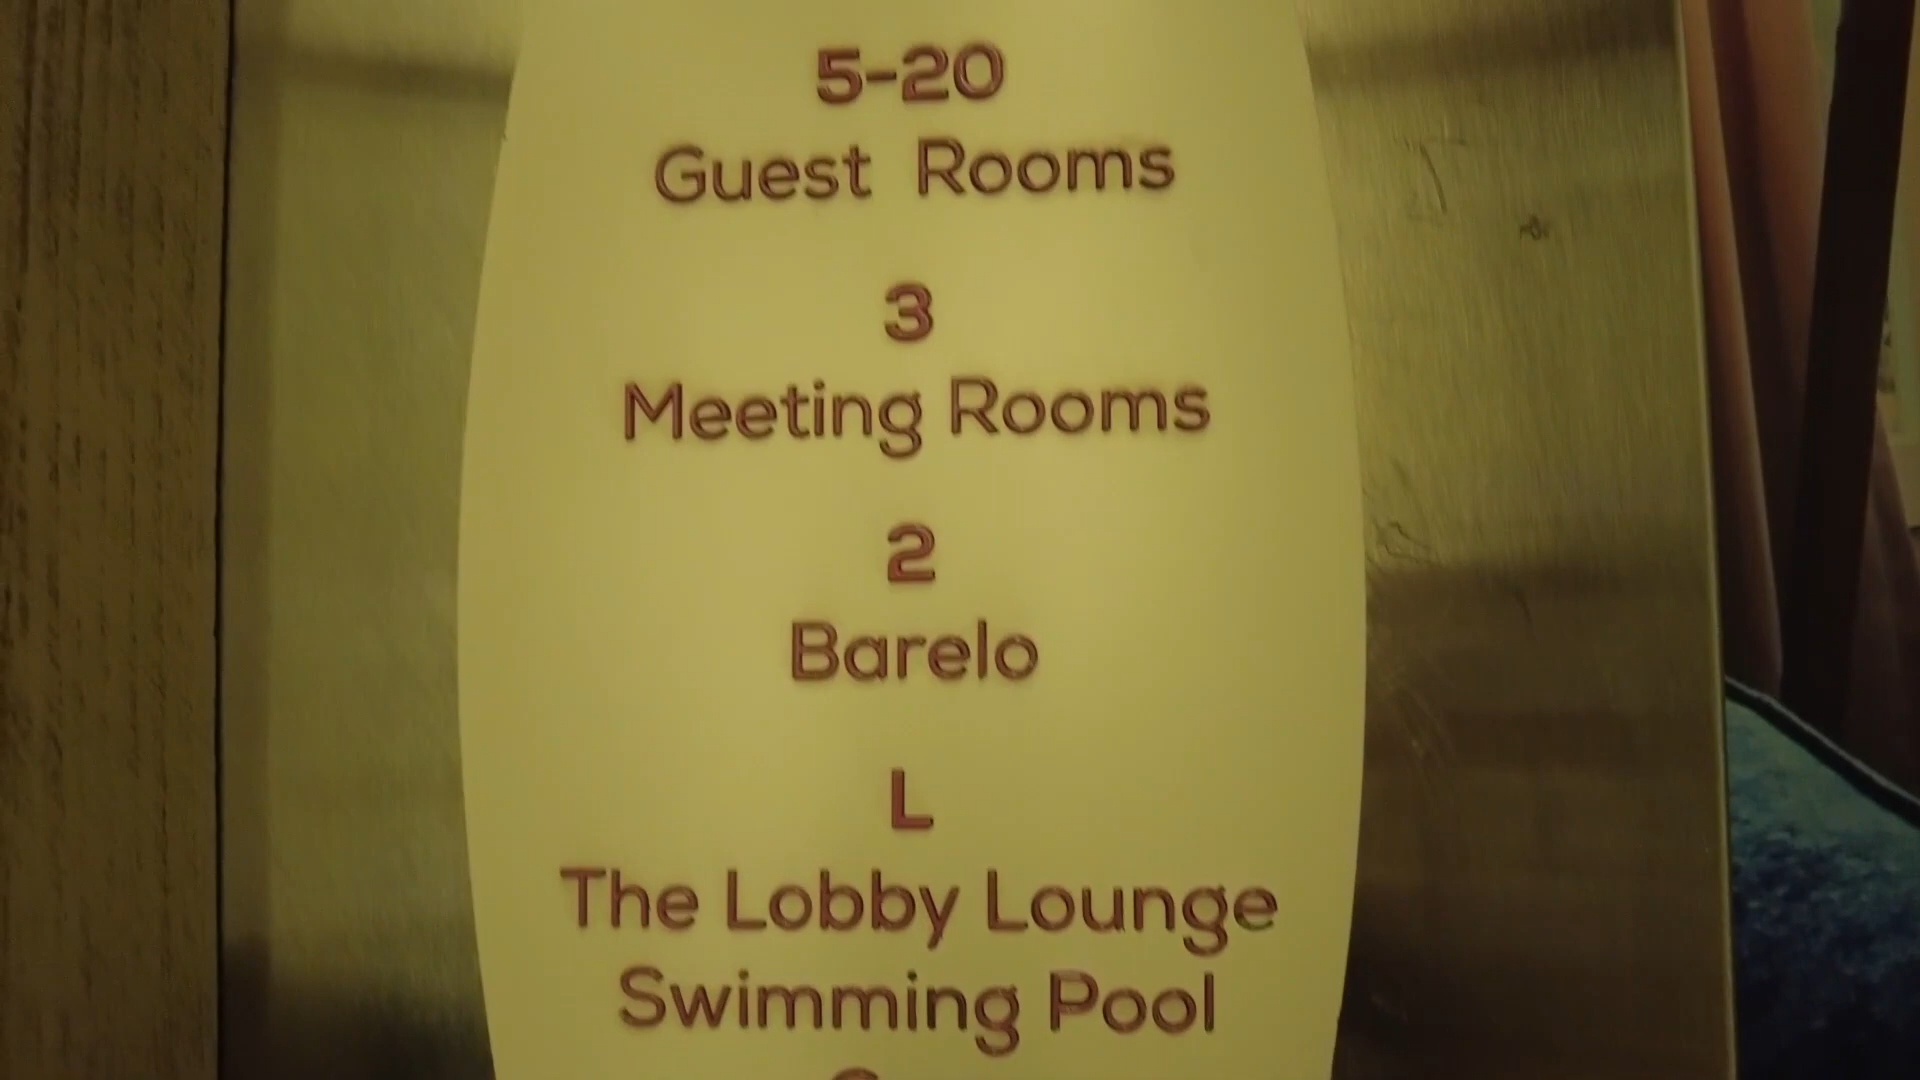 5-20
Guest Rooms
3
Meeting Rooms
2
Barelo
L
The Lobby Lounge
Swimming Pool